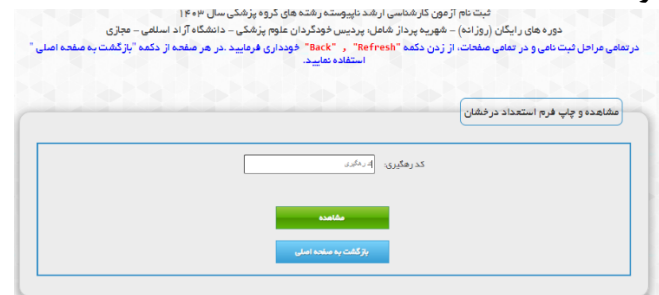 ثبت نام آزمون کارشناسی ارشد ناپیوسته رشته های گروه پزشکی سال ۱۴۰۳
دوره های رایگان (روزانه) – شهریه پرداز شامل: پردیس خودگردان علوم پزشکی – دانشگاه آزاد اسلامی – مجازی
درتمامی مراحل ثبت نامی و در تمامی صفحات، از زدن دکمه "Refresh" و "Back" خودداری فرمایید .در هر صفحه از دکمه "بازگشت به صفحه اصلی "
استفاده نمایید.
مشاهده و چاپ فرم استعداد درخشان
کد رهگیری:
کد رهگیری
مشاهده
بازگشت به صفحه اصلی